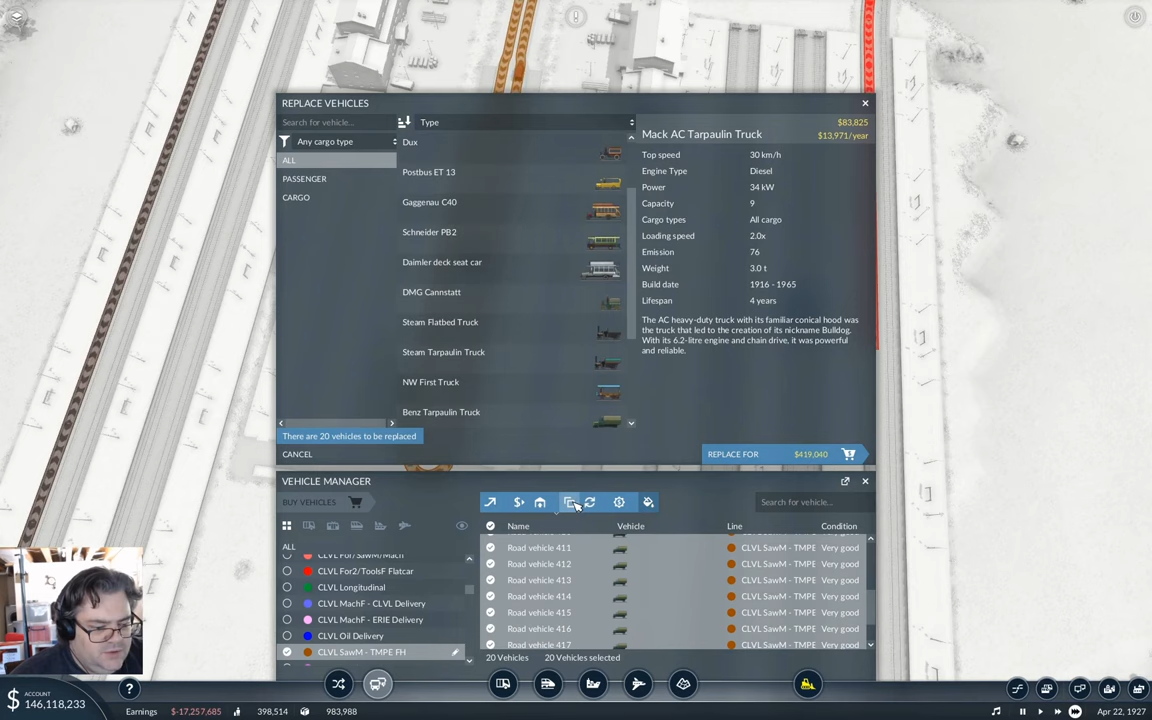 REPLACE VEHICLES
Search for vehicle...
Type
Any cargo type
ALL
PASSENGER
CARGO
Dux
Postbus ET 13
Gaggenau C40
Schneider PB2
Daimler deck seat car
DMG Cannstatt
Steam Flatbed Truck
Steam Tarpaulin Truck
NW First Truck
Benz Tarpaulin Truck
$83,825
Mack AC Tarpaulin Truck
$13,971/year
Top speed 30 km/h
Engine Type Diesel
Power 34 kW
Capacity 9
Cargo types All cargo
Loading speed 2.0x
Emission 76
Weight 3.0 t
Build date 1916 - 1965
Lifespan 4 years
The AC heavy-duty truck with its familiar conical hood was
the truck that led to the creation of its nickname Bulldog.
With its 6.2-litre engine and chain drive, it was powerful
and reliable.
There are 20 vehicles to be replaced
CANCEL
REPLACE FOR $419,040
VEHICLE MANAGER
BUY VEHICLES
Search for vehicle...
Name Vehicle Line Condition
ALL
CLVL For/SawM/Mach
CLVL For2/ToolsF Flatcar
CLVL Longitudinal
CLVL MachF - CLVL Delivery
CLVL MachF - ERIE Delivery
CLVL Oil Delivery
CLVL SawM - TMPE FH
Road vehicle 411 CLVL SawM - TMPE Very good
Road vehicle 412 CLVL SawM - TMPE Very good
Road vehicle 413 CLVL SawM - TMPE Very good
Road vehicle 414 CLVL SawM - TMPE Very good
Road vehicle 415 CLVL SawM - TMPE Very good
Road vehicle 416 CLVL SawM - TMPE Very good
Road vehicle 417 CLVL SawM - TMPE Very good
20 Vehicles 20 Vehicles selected
$ ACCOUNT
146,118,233
?
Earnings $-17,257,685 398,514 983,988
Apr 22, 1927